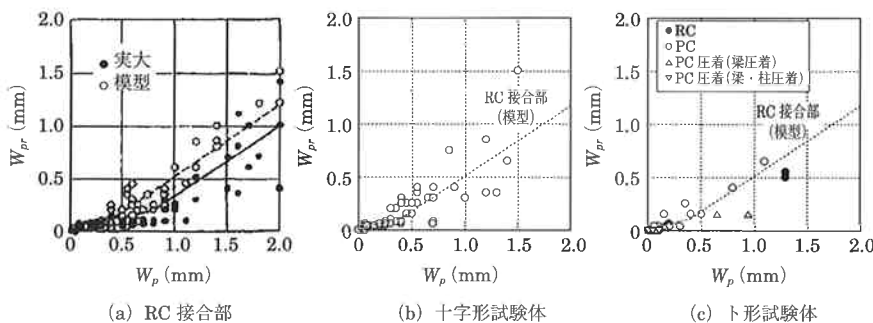 2.0
1.5
1.0
0.5
0
W_pr (mm)
● 実大
○ 模型
0 0.5 1.0 1.5 2.0
W_p (mm)
(a) RC 接合部
2.0
1.5
1.0
0.5
0
W_pr (mm)
RC 接合部
(模型)
0 0.5 1.0 1.5 2.0
W_p (mm)
(b) 十字形試験体
2.0
1.5
1.0
0.5
0
W_pr (mm)
● RC
○ PC
△ PC 圧着(梁圧着)
▽ PC 圧着(梁・柱圧着)
RC 接合部
(模型)
0 0.5 1.0 1.5 2.0
W_p (mm)
(c) ト形試験体